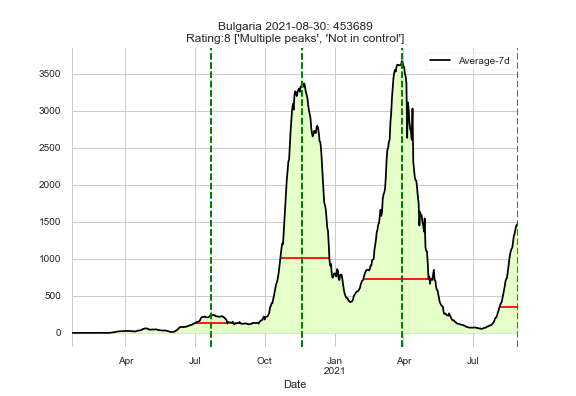 Bulgaria 2021-08-30: 453689
Rating:8 ['Multiple peaks', 'Not in control']
Average-7d
3500
3000
2500
2000
1500
1000
500
0
Apr
Jul
Oct
Jan
2021
Apr
Jul
Date